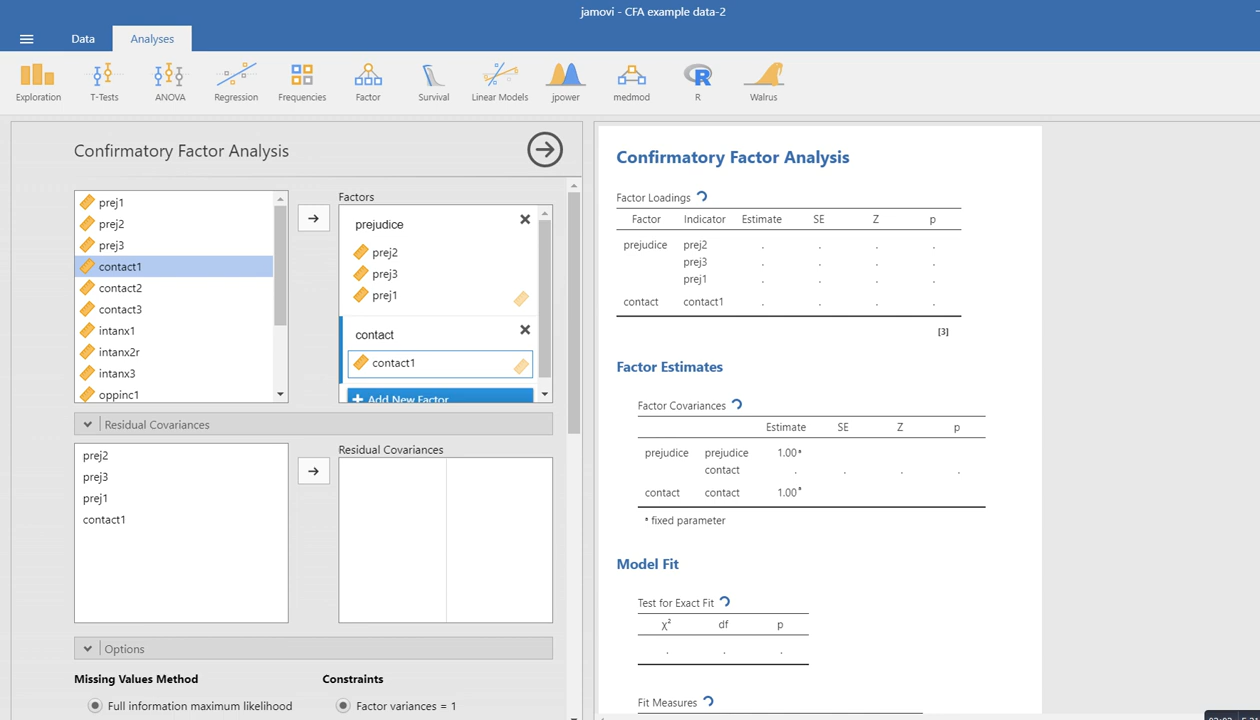 jamovi - CFA example data-2
Data Analyses
Exploration T-Tests ANOVA Regression Frequencies Factor Survival Linear Models jpower medmod R Walrus
Confirmatory Factor Analysis
prej1
prej2
prej3
contact1
contact2
contact3
intanx1
intanx2r
intanx3
oppinc1
Factors
prejudice
prej2
prej3
prej1
contact
contact1
+ Add New Factor
Residual Covariances
prej2
prej3
prej1
contact1
Residual Covariances
Options
Missing Values Method
Full information maximum likelihood
Constraints
Factor variances = 1
Confirmatory Factor Analysis
Factor Loadings
Factor Indicator Estimate SE Z p
prejudice prej2 . . . .
prej3 . . . .
prej1 . . . .
contact contact1 . . . .
[3]
Factor Estimates
Factor Covariances
Estimate SE Z p
prejudice prejudice 1.00ᵃ
contact . . . .
contact contact 1.00ᵃ
ᵃ fixed parameter
Model Fit
Test for Exact Fit
χ² df p
. . .
Fit Measures